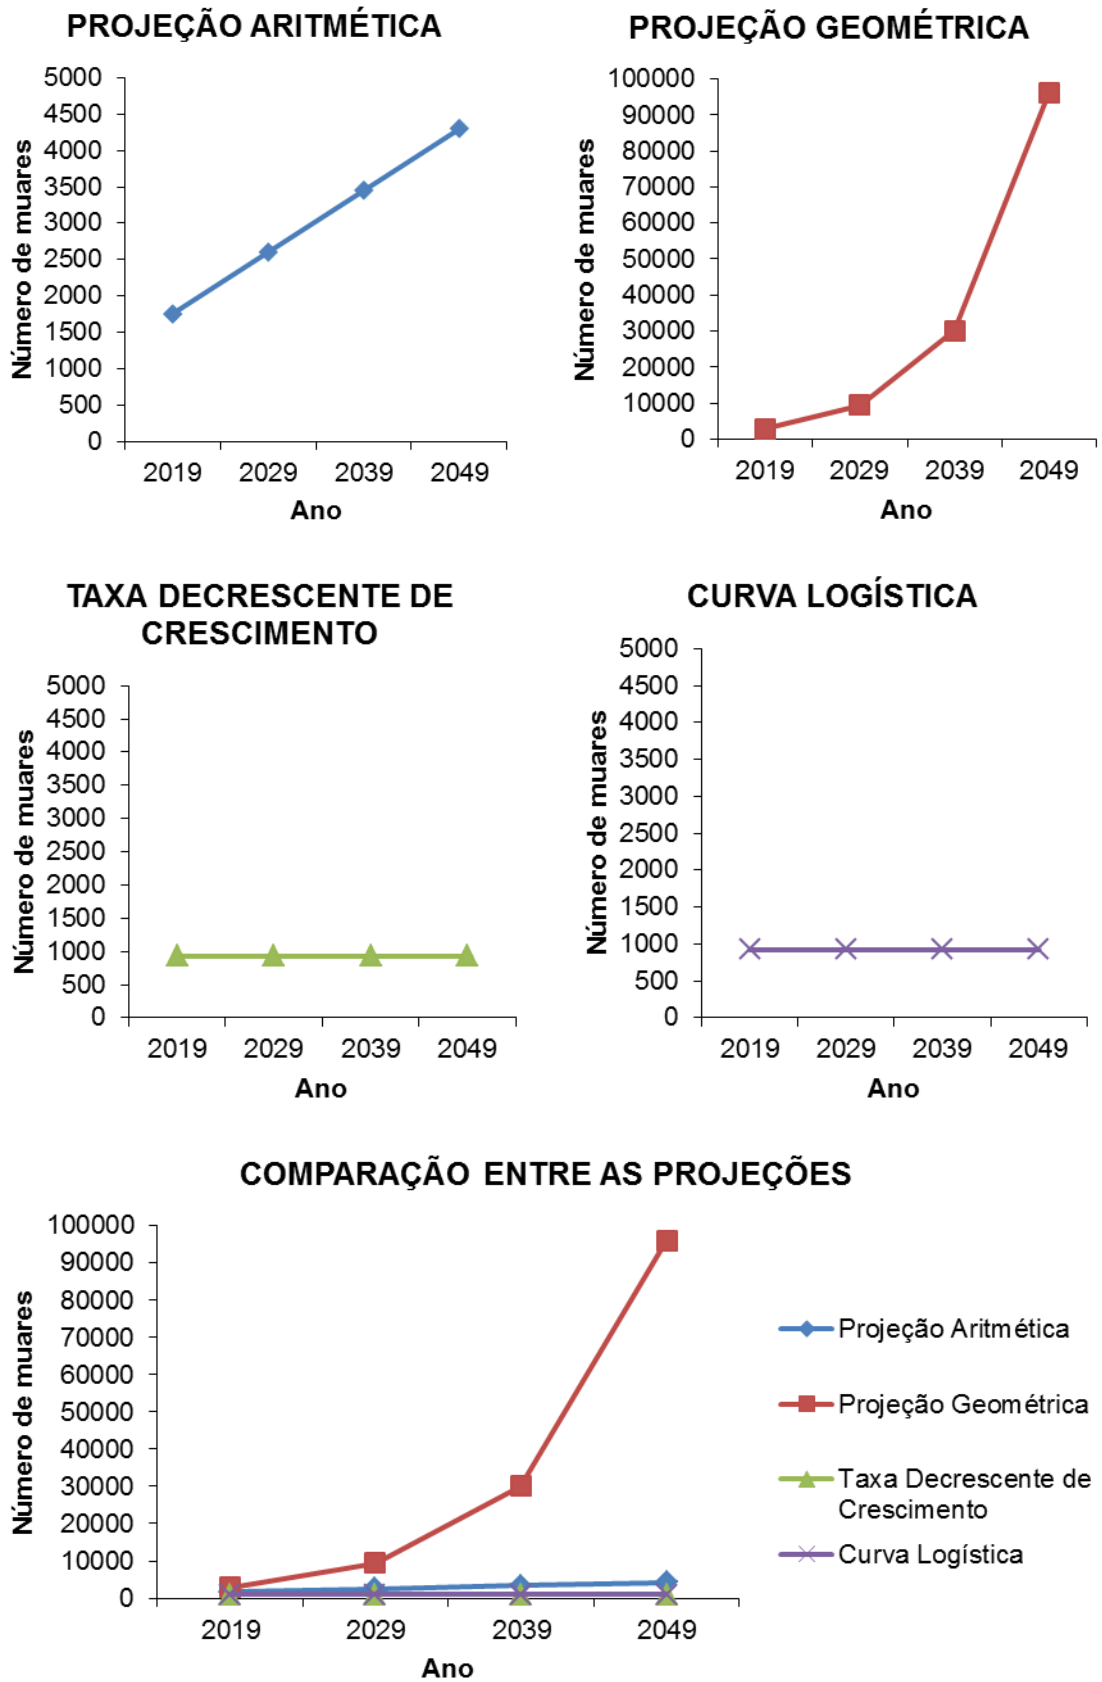 PROJEÇÃO ARITMÉTICA
Número de muares
5000
4500
4000
3500
3000
2500
2000
1500
1000
500
0
2019 2029 2039 2049
Ano
PROJEÇÃO GEOMÉTRICA
Número de muares
100000
90000
80000
70000
60000
50000
40000
30000
20000
10000
0
2019 2029 2039 2049
Ano
TAXA DECRESCENTE DE
CRESCIMENTO
Número de muares
5000
4500
4000
3500
3000
2500
2000
1500
1000
500
0
2019 2029 2039 2049
Ano
CURVA LOGÍSTICA
Número de muares
5000
4500
4000
3500
3000
2500
2000
1500
1000
500
0
2019 2029 2039 2049
Ano
COMPARAÇÃO ENTRE AS PROJEÇÕES
Número de muares
100000
90000
80000
70000
60000
50000
40000
30000
20000
10000
0
2019 2029 2039 2049
Ano
Projeção Aritmética
Projeção Geométrica
Taxa Decrescente de
Crescimento
Curva Logística